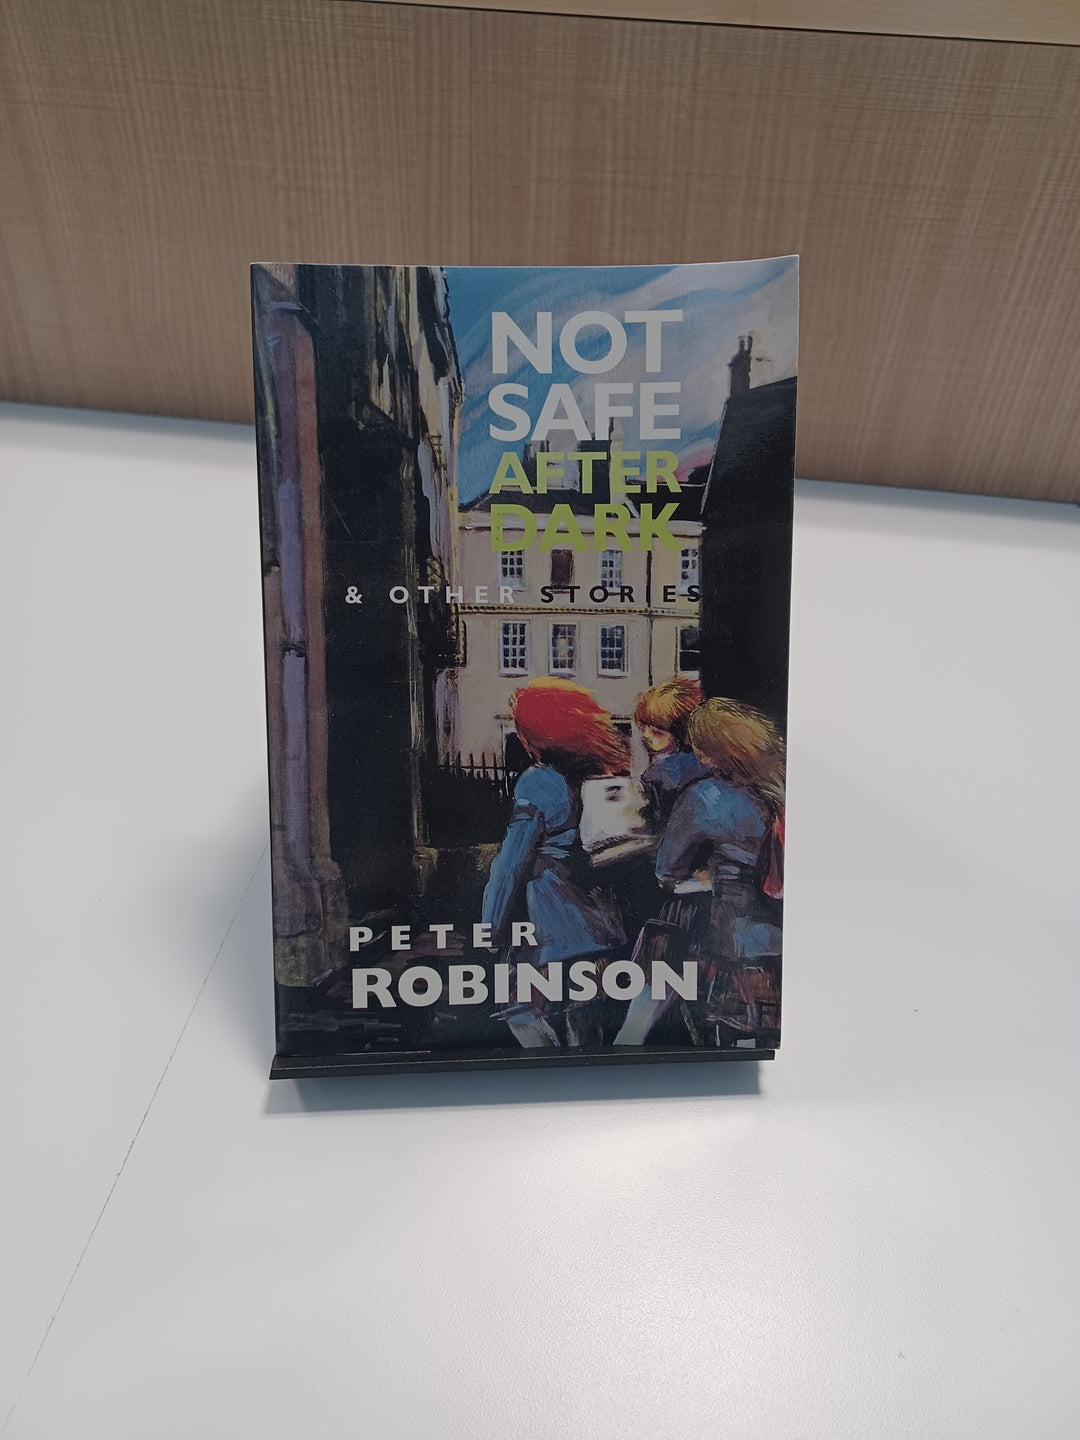 NOT
SAFE
AFTER
DARK
& OTHER STORIES
PETER
ROBINSON